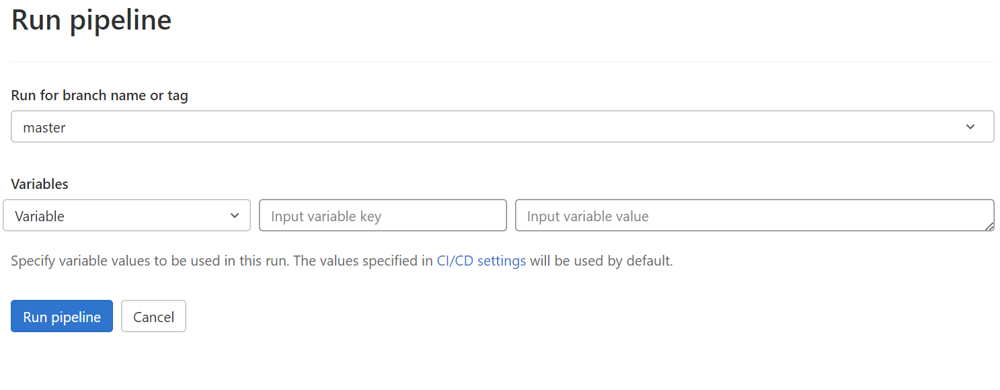 Run pipeline
Run for branch name or tag
master
Variables
Variable Input variable key Input variable value
Specify variable values to be used in this run. The values specified in CI/CD settings will be used by default.
Run pipeline Cancel